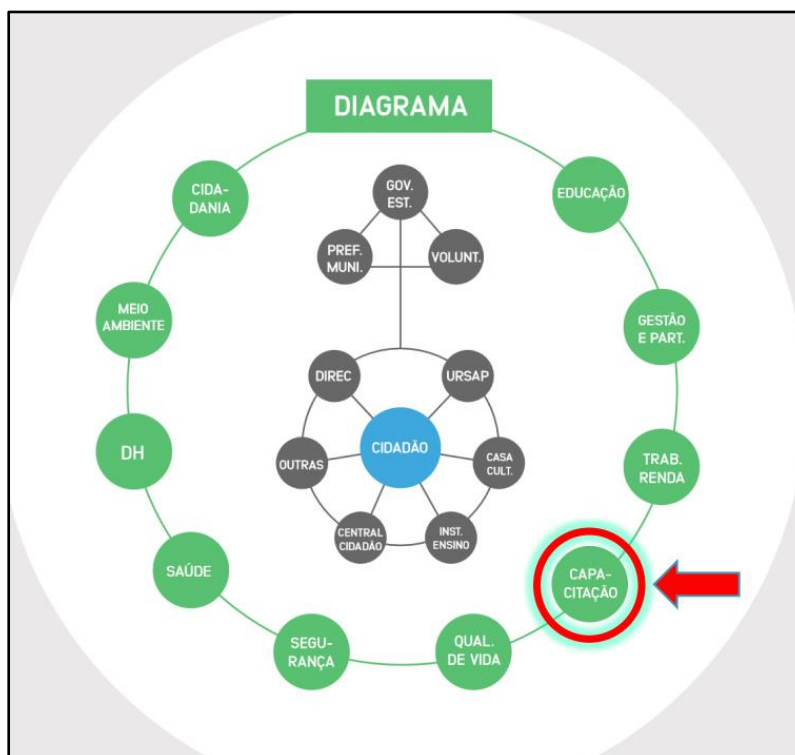 DIAGRAMA
CIDA-
DANIA
EDUCAÇÃO
GOV.
EST.
PREF.
MUNI.
VOLUNT.
MEIO
AMBIENTE
GESTÃO
E PART.
DIREC
URSAP
DH
CIDADÃO
OUTRAS
CASA
CULT.
TRAB.
RENDA
CENTRAL
CIDADÃO
INST.
ENSINO
SAÚDE
CAPA-
CITAÇÃO
SEGU-
RANÇA
QUAL.
DE VIDA